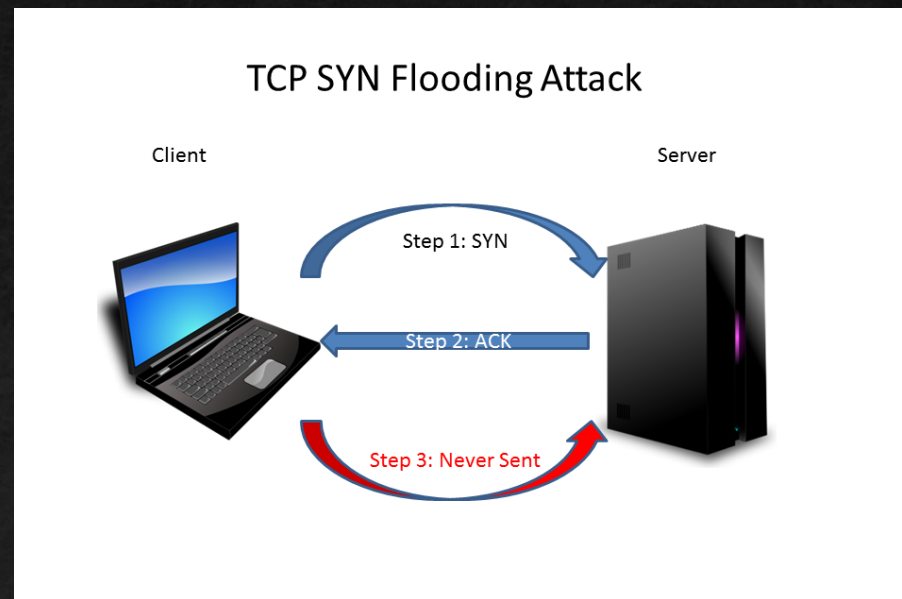 TCP SYN Flooding Attack
Client
Server
Step 1: SYN
Step 2: ACK
Step 3: Never Sent